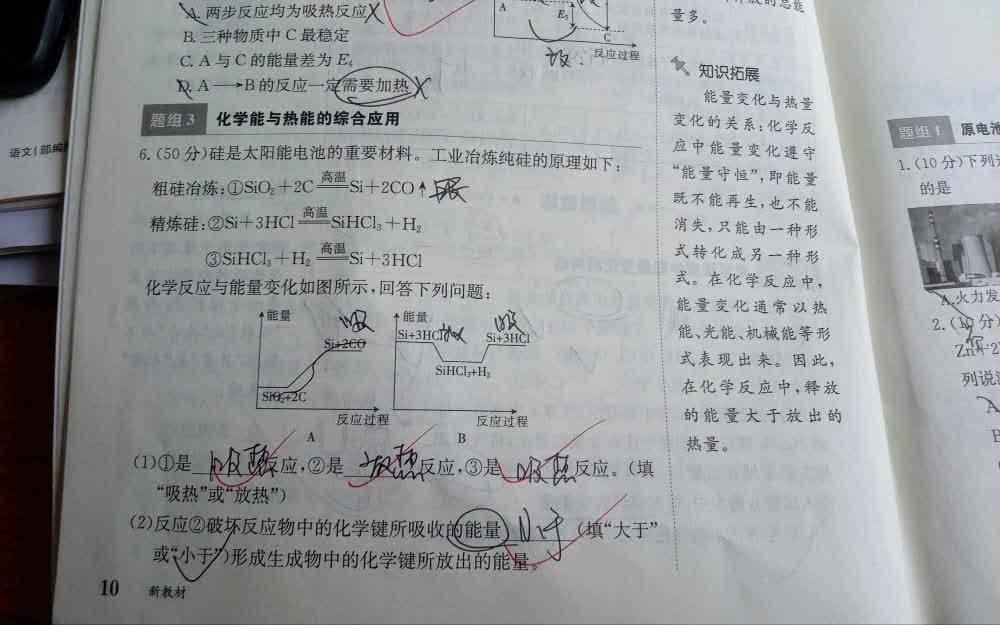 A. 两步反应均为吸热反应
B. 三种物质中 C 最稳定
C. A 与 C 的能量差为 E₄
D. A→B 的反应一定需要加热
A
E₅
C
反应过程
放
量多。
题组 3 化学能与热能的综合应用
6. (50 分)硅是太阳能电池的重要材料。工业冶炼纯硅的原理如下:
粗硅冶炼:①SiO₂+2C 高温 Si+2CO↑ 吸
精炼硅:②Si+3HCl 高温 SiHCl₃+H₂
③SiHCl₃+H₂ 高温 Si+3HCl
化学反应与能量变化如图所示,回答下列问题:
能量
吸
Si+2CO
SiO₂+2C
反应过程
A
能量
Si+3HCl 放
吸
Si+3HCl
SiHCl₃+H₂
反应过程
B
(1)①是 吸热 反应,②是 放热 反应,③是 吸热 反应。(填
“吸热”或“放热”)
(2)反应②破坏反应物中的化学键所吸收的能量 小于 (填“大于”
或“小于”)形成生成物中的化学键所放出的能量。
10 新教材
知识拓展
能量变化与热量
变化的关系:化学反
应中能量变化遵守
“能量守恒”,即能量
既不能再生,也不能
消失,只能由一种形
式转化成另一种形
式。在化学反应中,
能量变化通常以热
能、光能、机械能等形
式表现出来。因此,
在化学反应中,释放
的能量大于放出的
热量。
语文(部编
题组 1 原电池
1. (10 分)下列
的是
A.火力发
2. (10 分)
Zn+2
列说
A
B